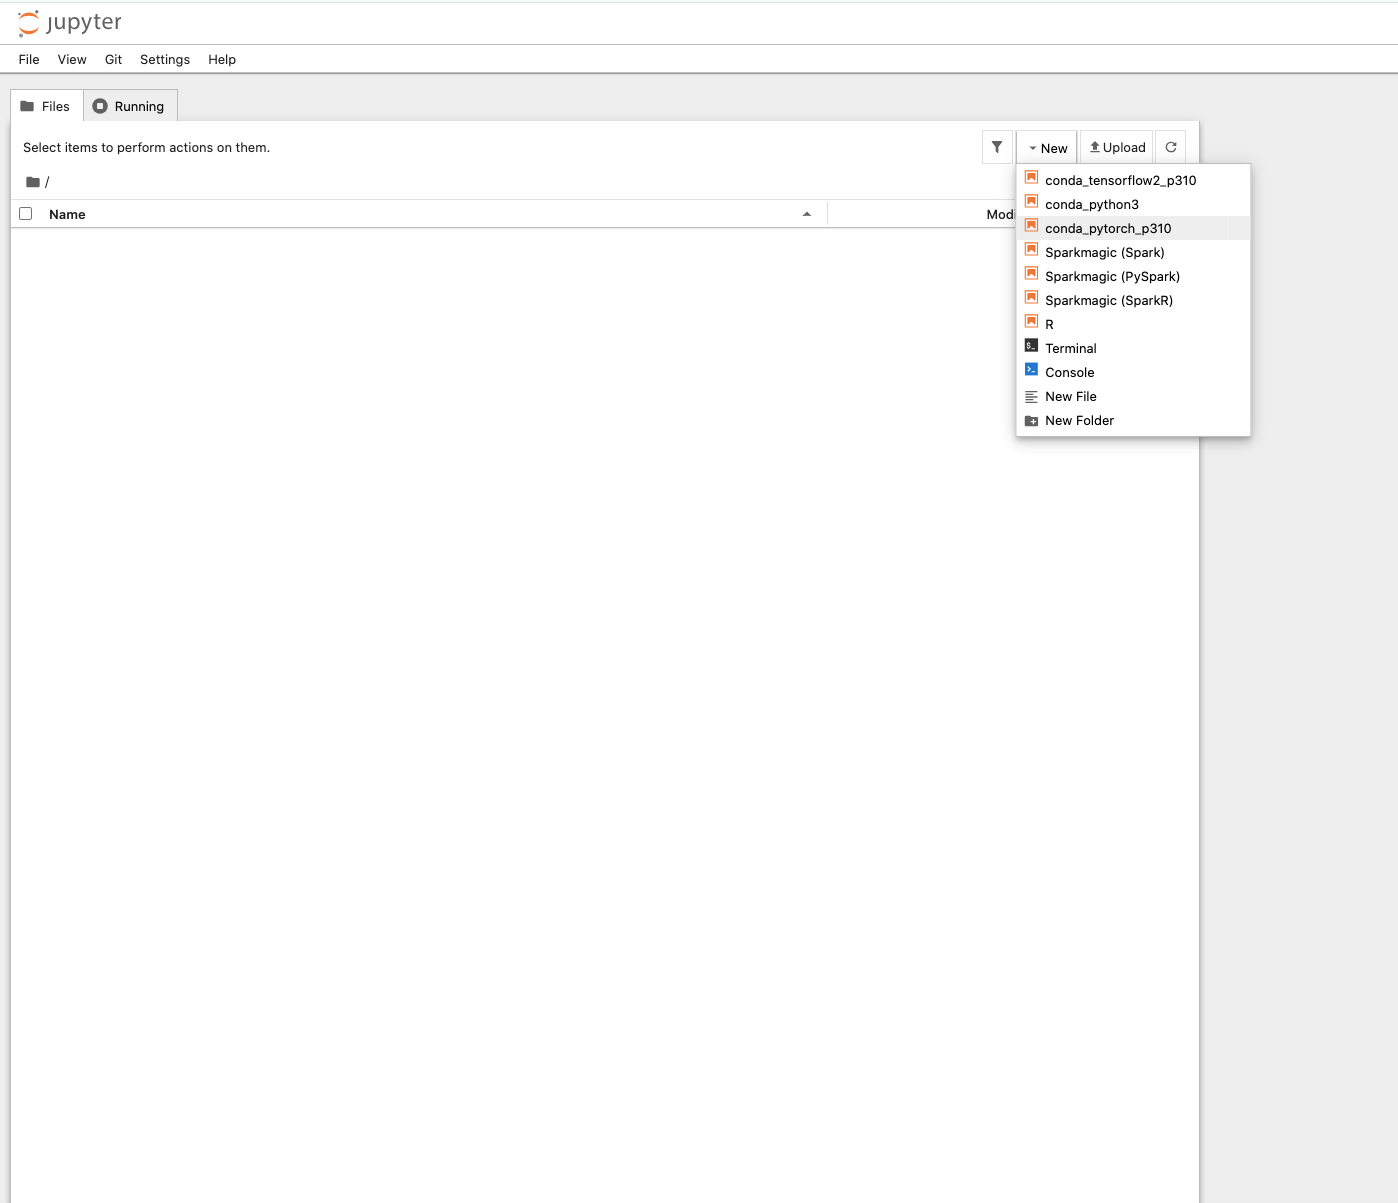 jupyter
File View Git Settings Help
Files Running
Select items to perform actions on them.
New Upload
/
Name
Modi
conda_tensorflow2_p310
conda_python3
conda_pytorch_p310
Sparkmagic (Spark)
Sparkmagic (PySpark)
Sparkmagic (SparkR)
R
$_ Terminal
>_ Console
New File
New Folder